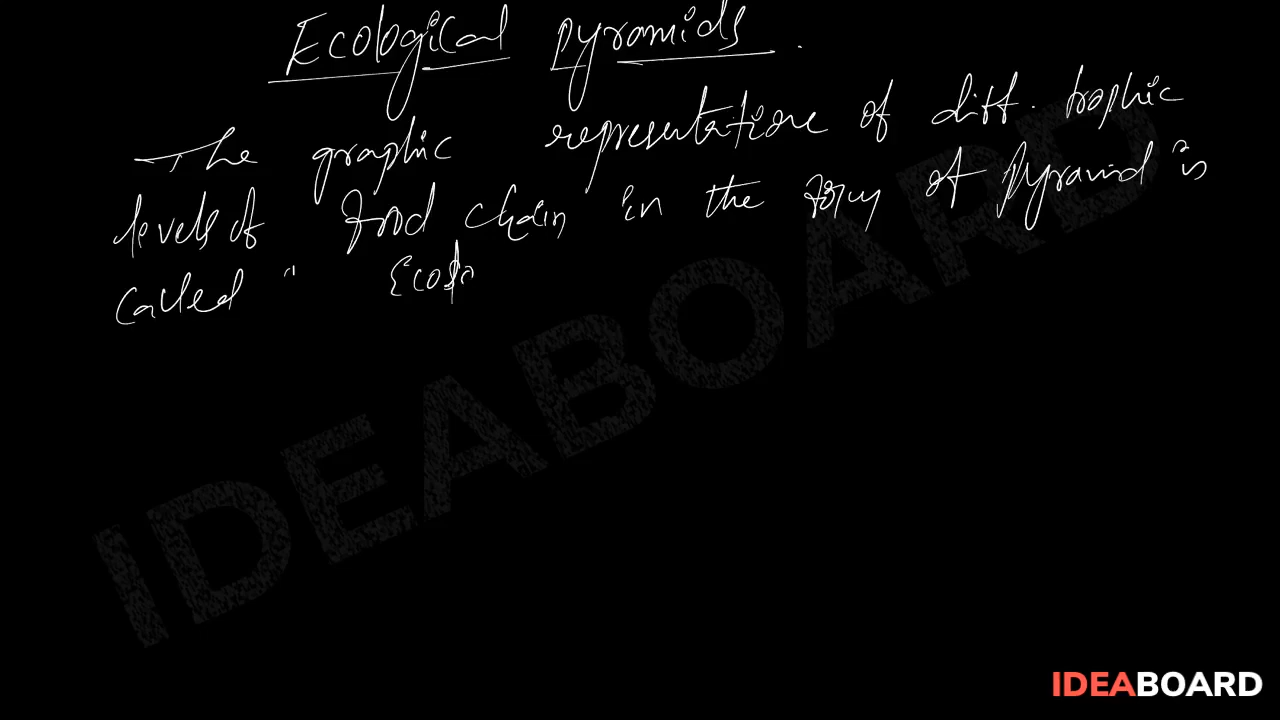 Ecological pyramids.
The graphic representation of diff. trophic
levels of food chain in the form of pyramid is
called "
IDEABOARD
IDEABOARD